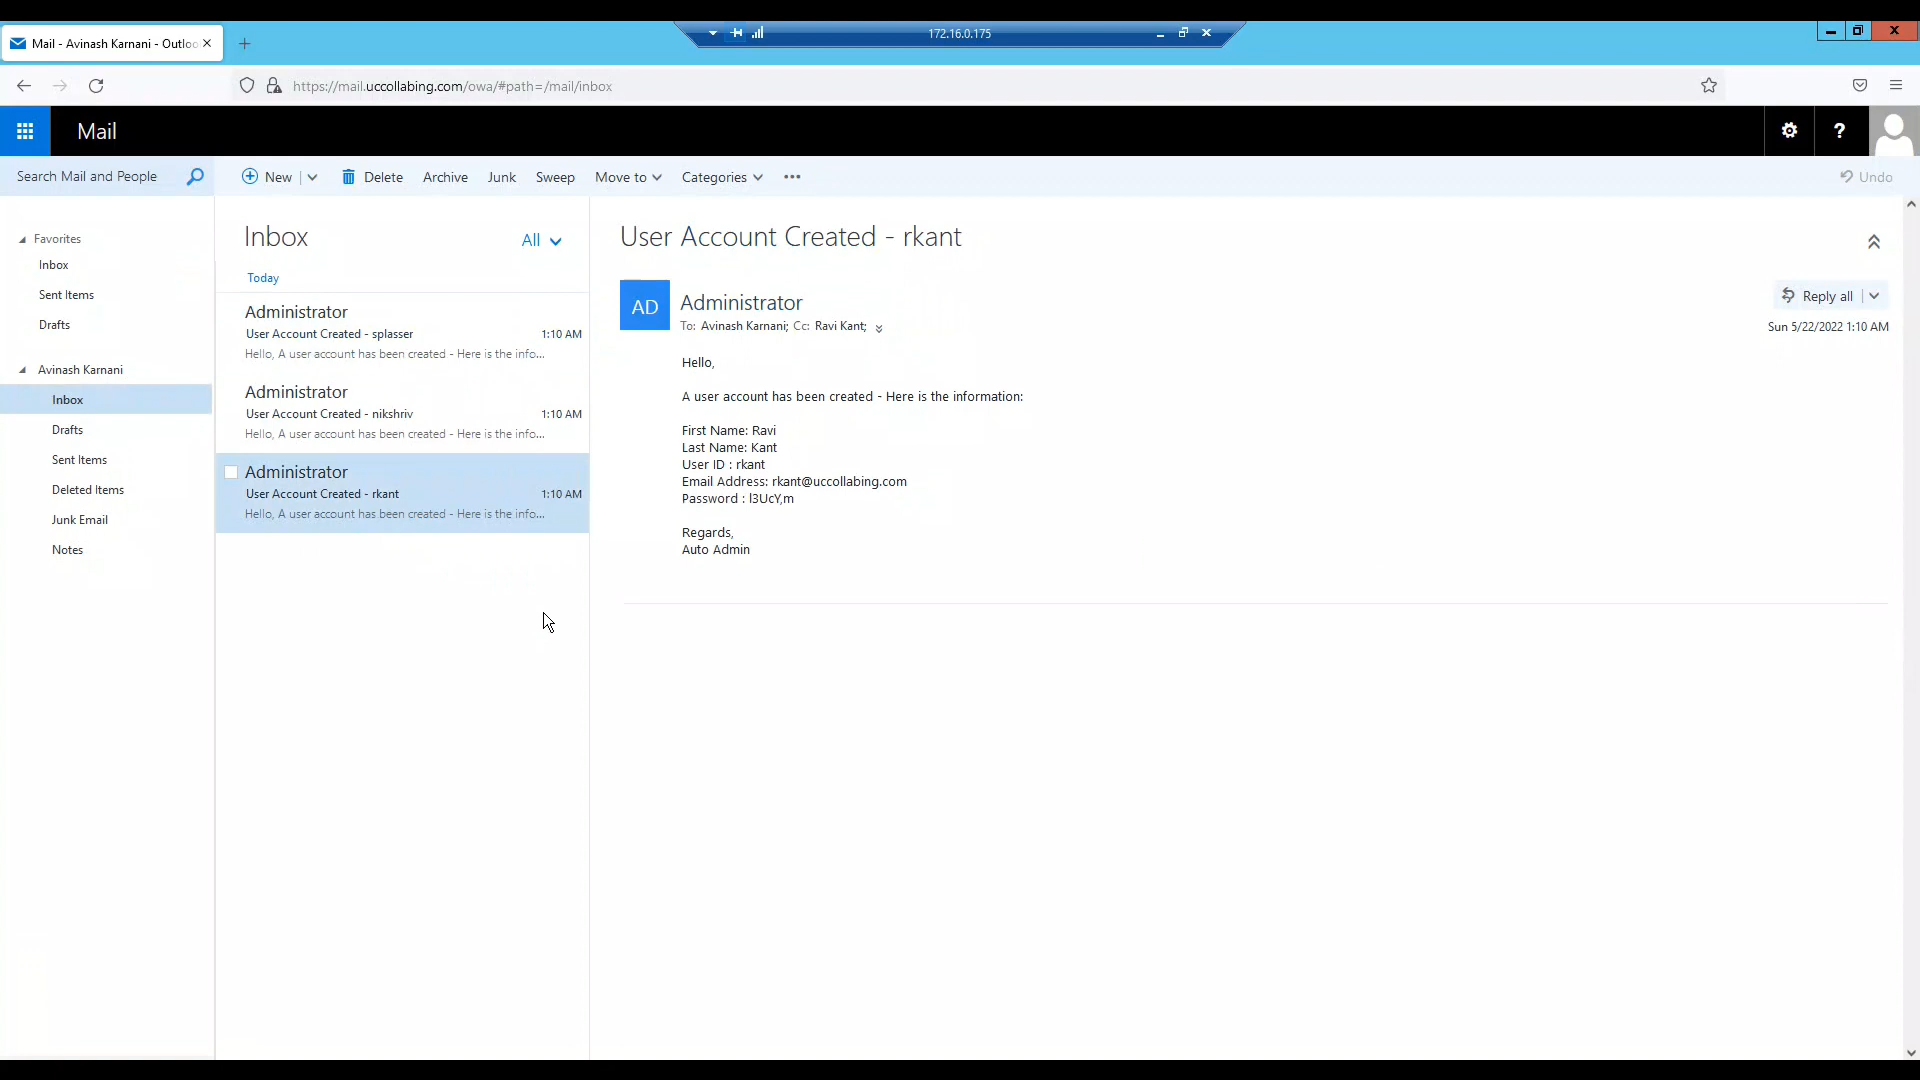 Mail - Avinash Karnani - Outloo
172.16.0.175
https://mail.uccollabing.com/owa/#path=/mail/inbox
Mail
?
Search Mail and People
New
Delete
Archive
Junk
Sweep
Move to
Categories
Undo
Favorites
Inbox
Sent Items
Drafts
Avinash Karnani
Inbox
Drafts
Sent Items
Deleted Items
Junk Email
Notes
Inbox
All
Today
Administrator
User Account Created - splasser 1:10 AM
Hello, A user account has been created - Here is the info...
Administrator
User Account Created - nikshriv 1:10 AM
Hello, A user account has been created - Here is the info...
Administrator
User Account Created - rkant 1:10 AM
Hello, A user account has been created - Here is the info...
User Account Created - rkant
AD
Administrator
To: Avinash Karnani; Cc: Ravi Kant;
Reply all
Sun 5/22/2022 1:10 AM
Hello,
A user account has been created - Here is the information:
First Name: Ravi
Last Name: Kant
User ID : rkant
Email Address: rkant@uccollabing.com
Password : l3UcY,m
Regards,
Auto Admin